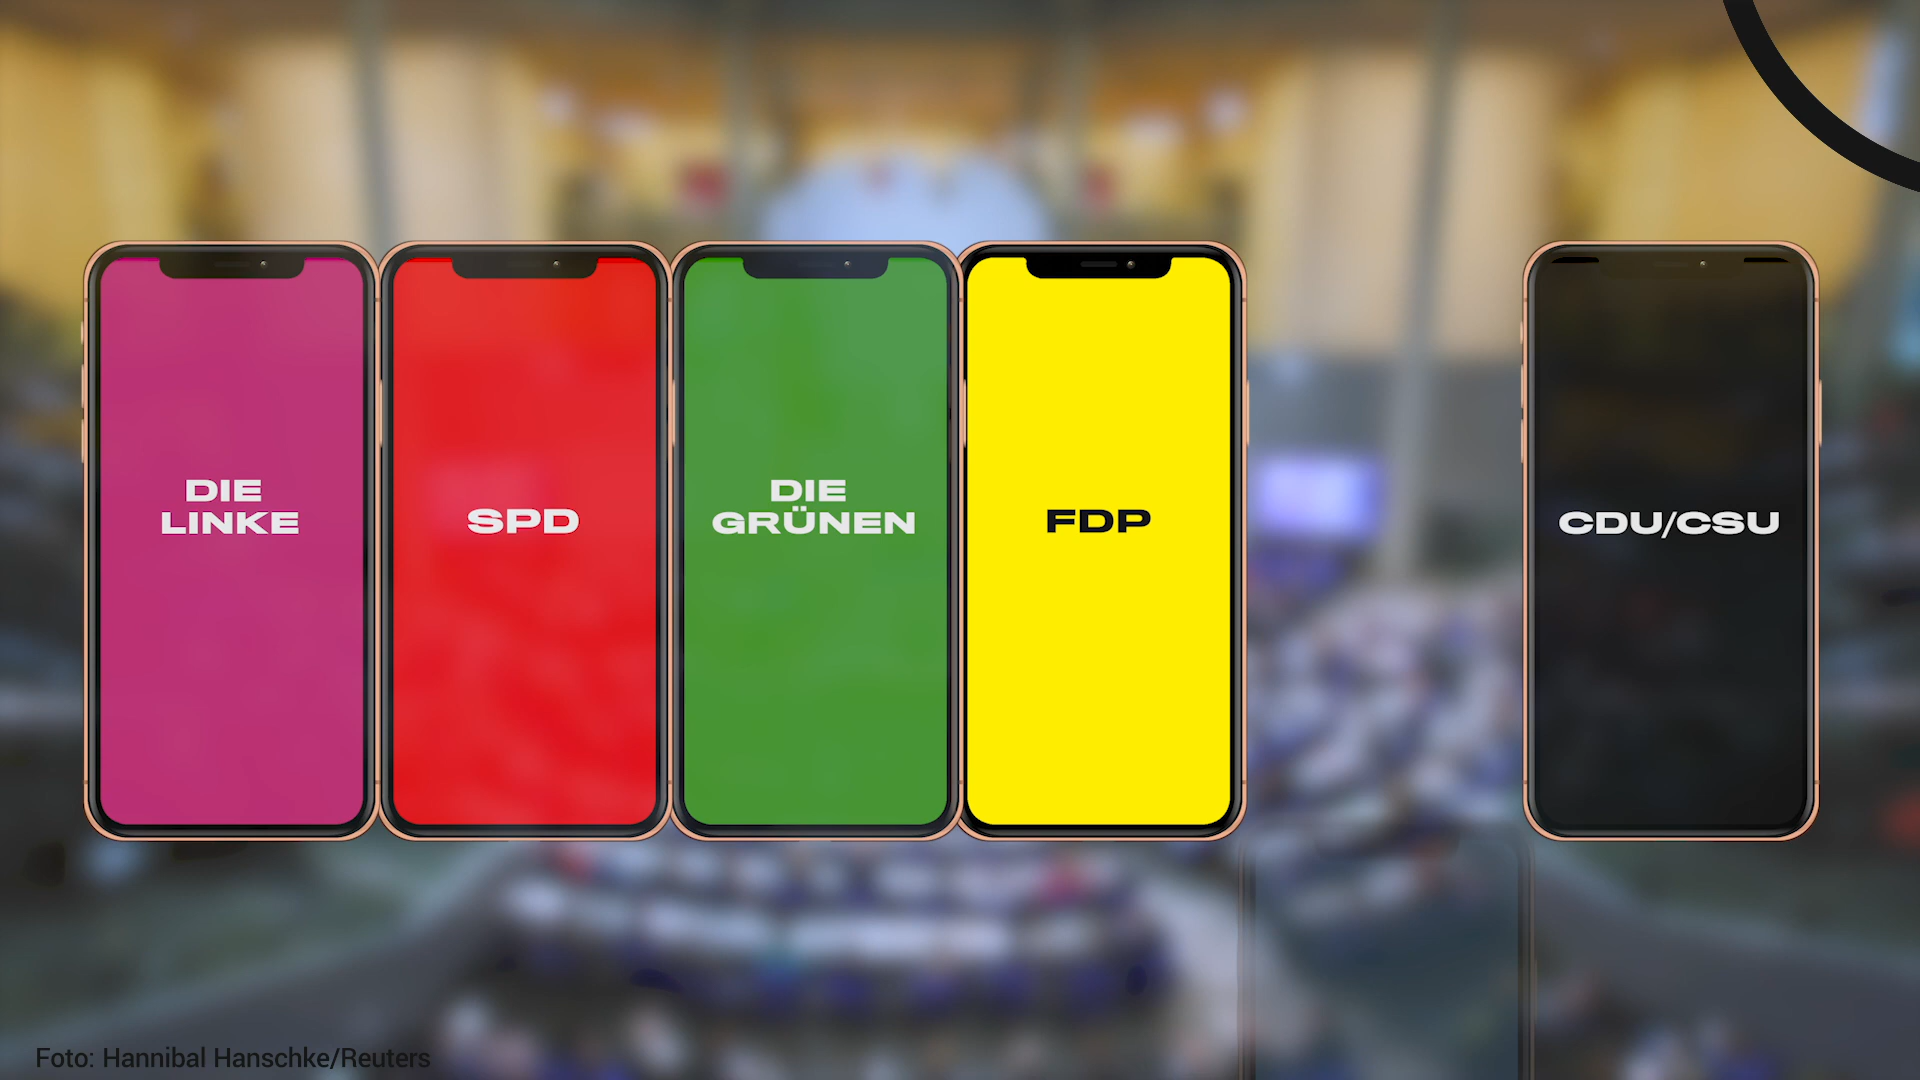 DIE
LINKE
SPD
DIE
GRÜNEN
FDP
CDU/CSU
Foto: Hannibal Hanschke/Reuters